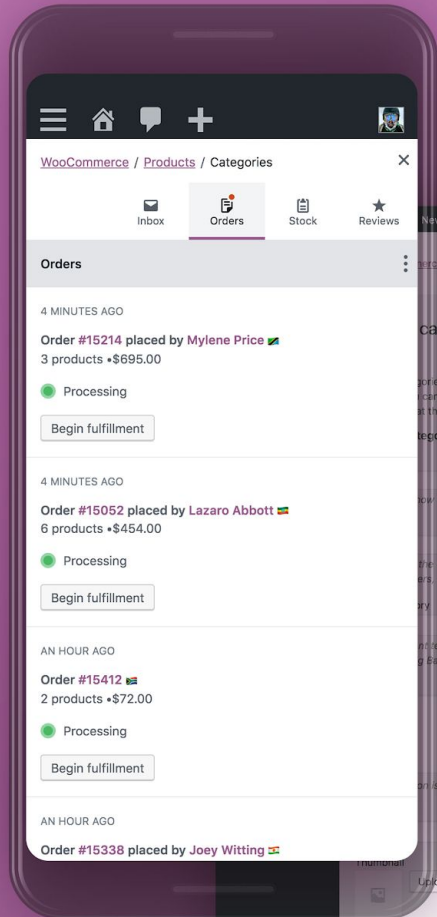 WooCommerce / Products / Categories
Inbox
Orders
Stock
Reviews
Orders
4 MINUTES AGO
Order #15214 placed by Mylene Price 🇹🇿
3 products •$695.00
Processing
Begin fulfillment
4 MINUTES AGO
Order #15052 placed by Lazaro Abbott 🇪🇹
6 products •$454.00
Processing
Begin fulfillment
AN HOUR AGO
Order #15412 🇿🇦
2 products •$72.00
Processing
Begin fulfillment
AN HOUR AGO
Order #15338 placed by Joey Witting 🇳🇪
Thumbnail